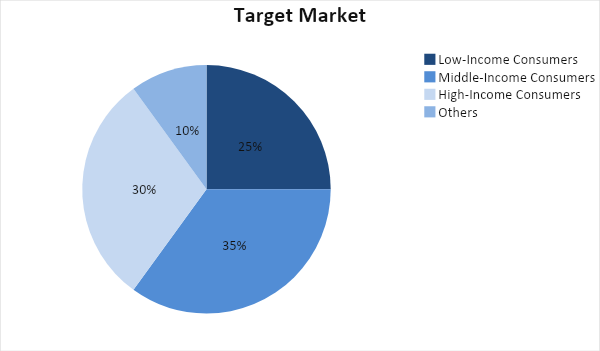 Target Market
Low-Income Consumers
Middle-Income Consumers
High-Income Consumers
Others
10%
25%
30%
35%